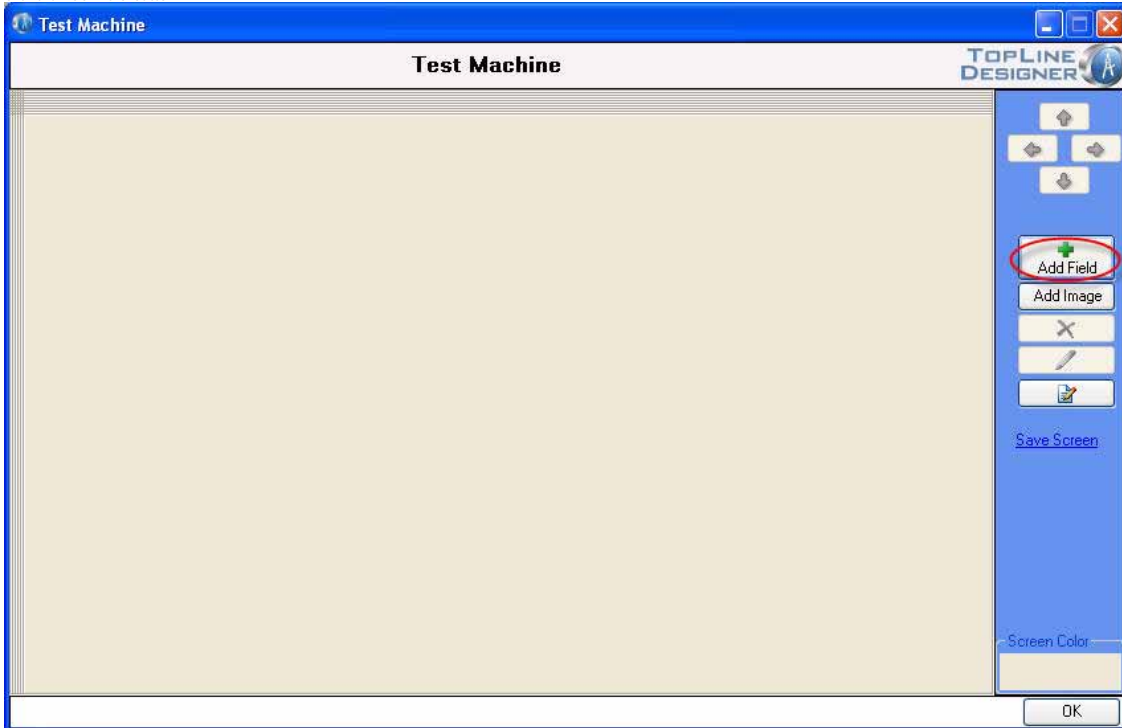 Test Machine
Test Machine
TOPLINE
DESIGNER
Add Field
Add Image
Save Screen
Screen Color
OK